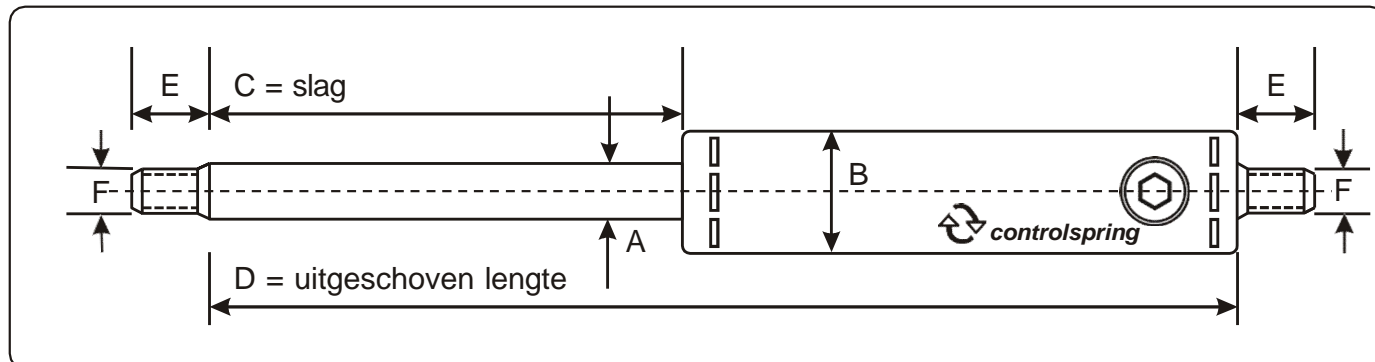 E
C = slag
E
F
B
F
controlspring
A
D = uitgeschoven lengte